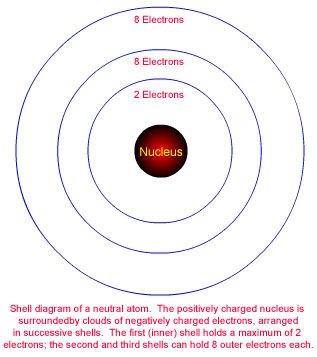 8 Electrons
8 Electrons
2 Electrons
Nucleus
Shell diagram of a neutral atom. The positively charged nucleus is
surroundedby clouds of negatively charged electrons, arranged
in successive shells. The first (inner) shell holds a maximum of 2
electrons; the second and third shells can hold 8 outer electrons each.